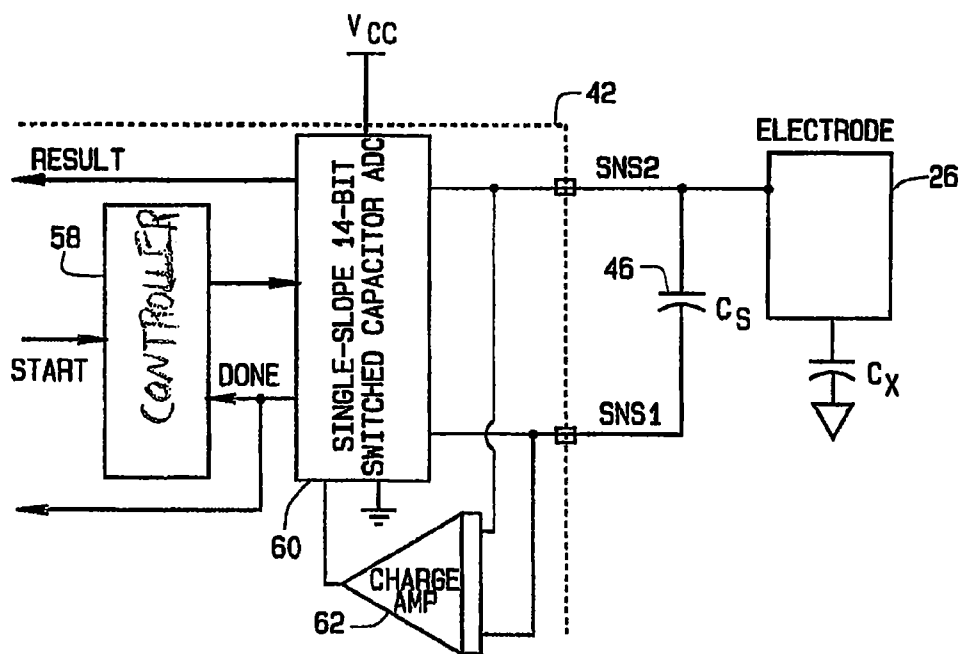 VCC
42
ELECTRODE
RESULT
SNS2
26
58
CONTROLLER
SINGLE-SLOPE 14-BIT
SWITCHED CAPACITOR ADC
46
CS
START
DONE
CX
SNS1
60
CHARGE
AMP
62